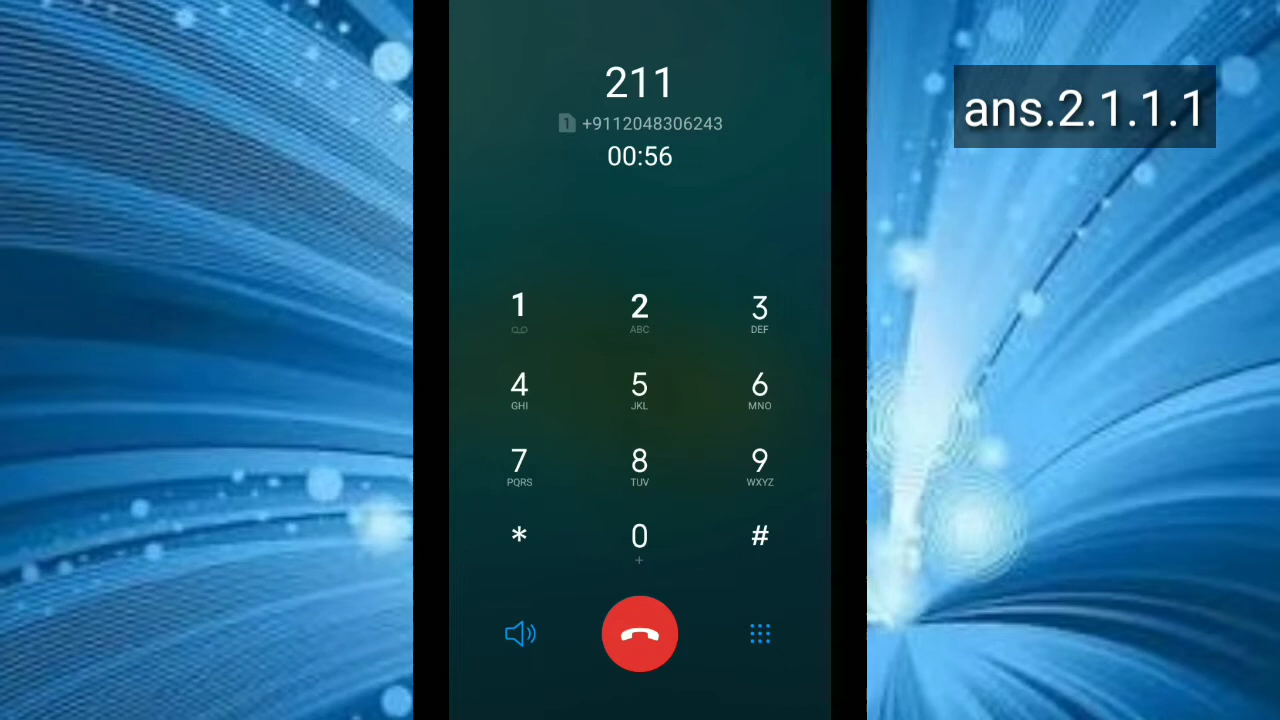 211
1 +9112048306243
00:56
ans.2.1.1.1
1 2 3
ABC DEF
4 5 6
GHI JKL MNO
7 8 9
PQRS TUV WXYZ
* 0 #
+